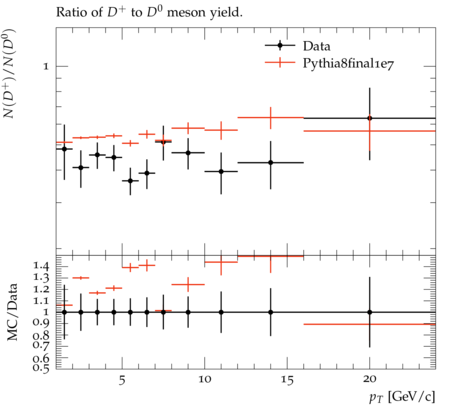 Ratio of D⁺ to D⁰ meson yield.
N(D⁺)/N(D⁰)
1
Data
Pythia8final1e7
MC/Data
1.4
1.3
1.2
1.1
1
0.9
0.8
0.7
0.6
0.5
5 10 15 20
p_T [GeV/c]